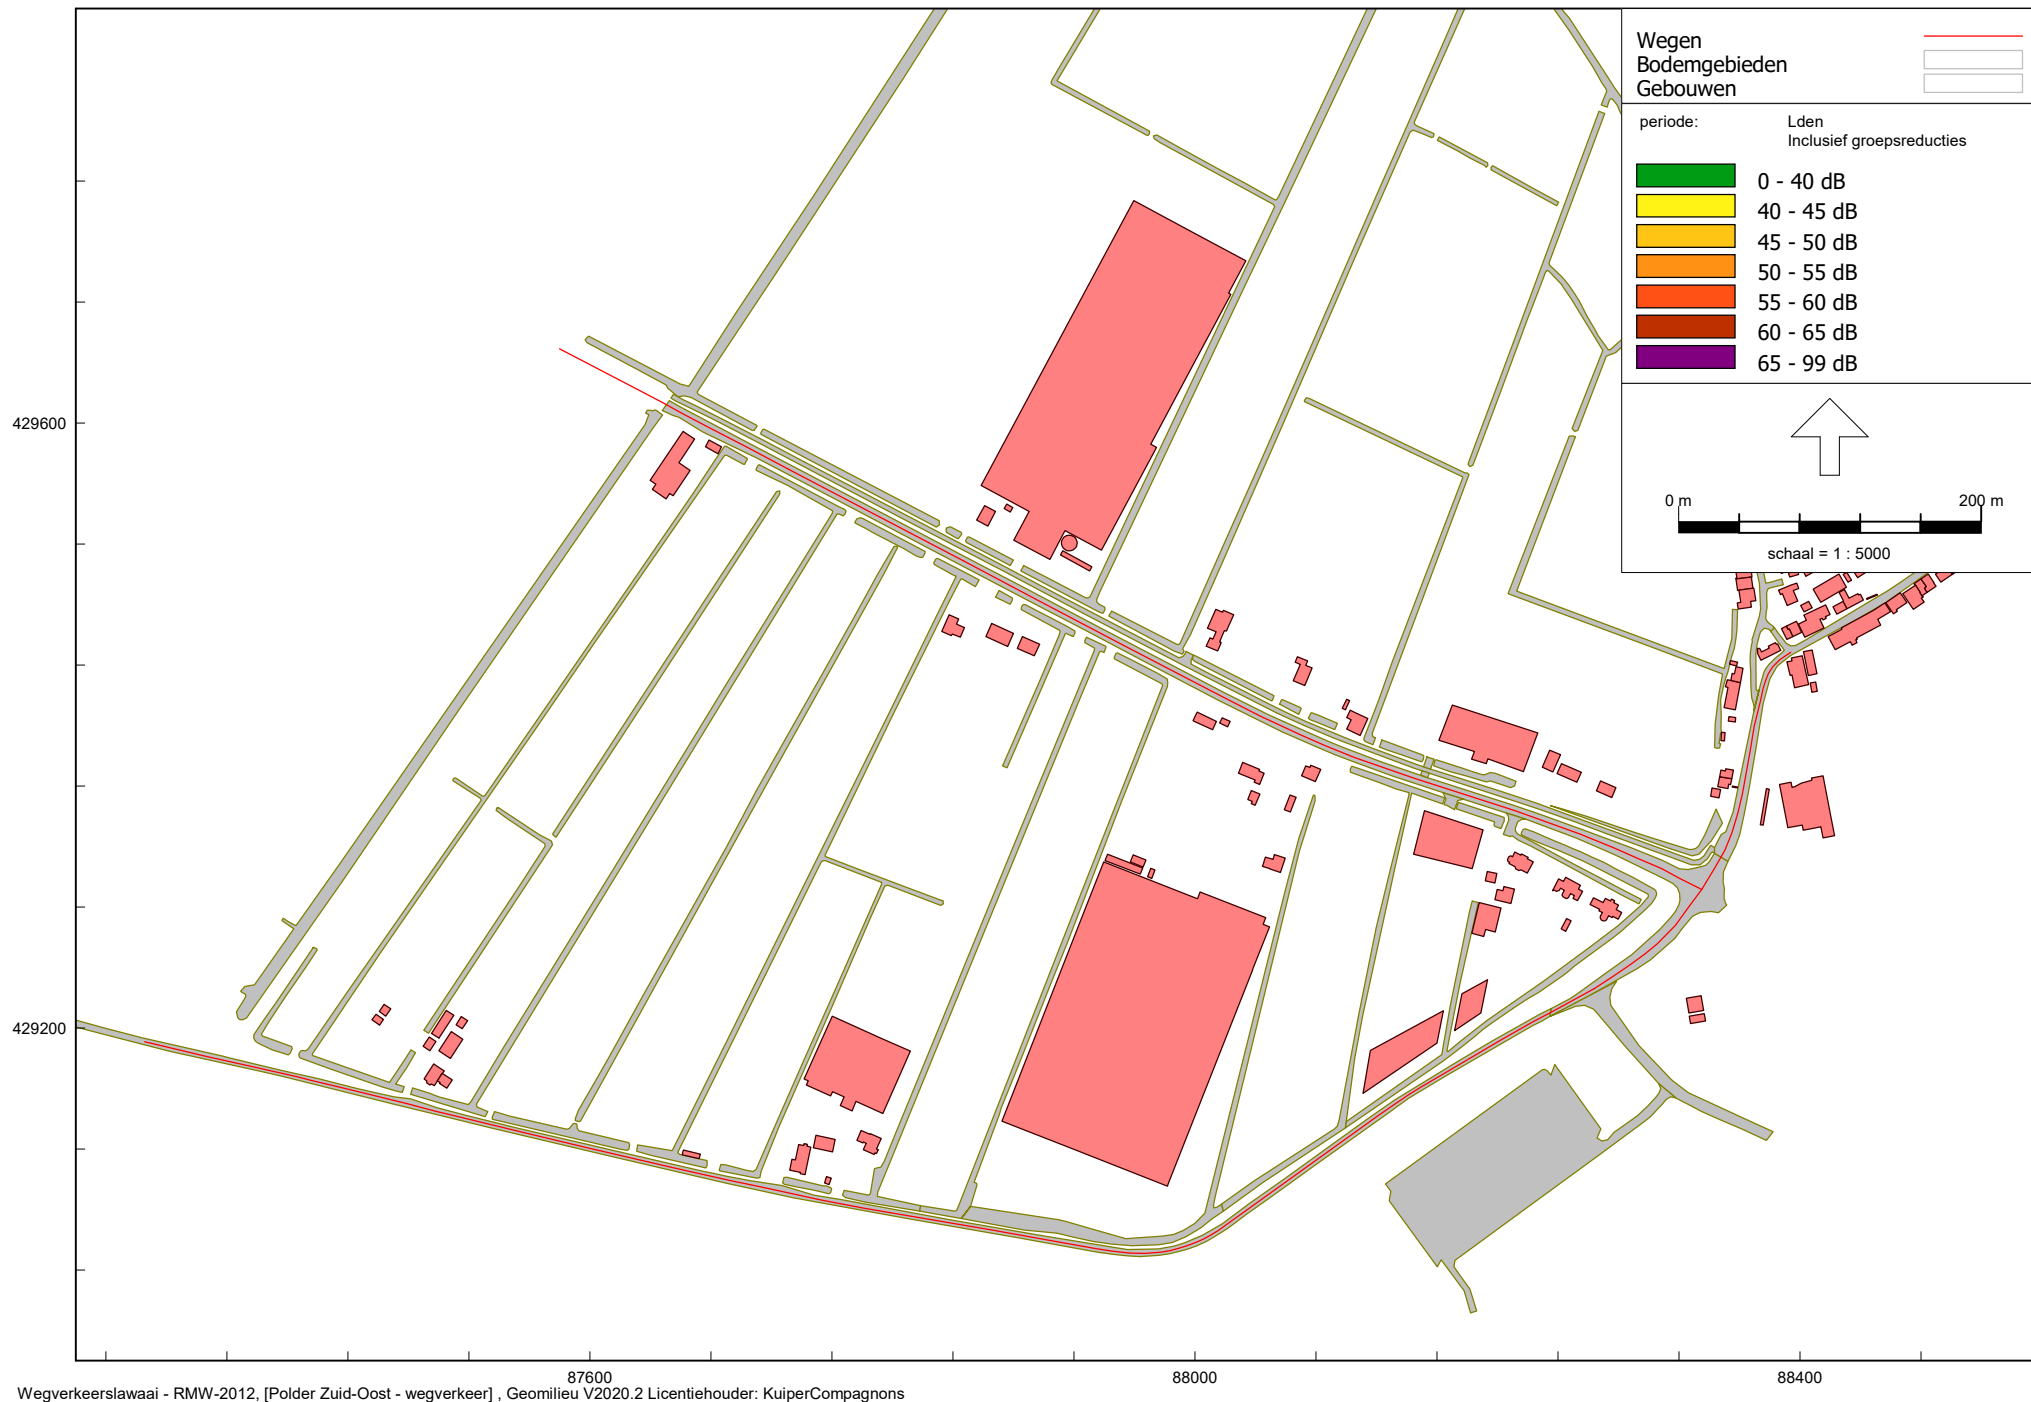 Wegen
Bodemgebieden
Gebouwen
periode: Lden
Inclusief groepsreducties
0 - 40 dB
40 - 45 dB
45 - 50 dB
50 - 55 dB
55 - 60 dB
60 - 65 dB
65 - 99 dB
0 m 200 m
schaal = 1 : 5000
429600
429200
87600 88000 88400
Wegverkeerslawaai - RMW-2012, [Polder Zuid-Oost - wegverkeer] , Geomilieu V2020.2 Licentiehouder: KuiperCompagnons